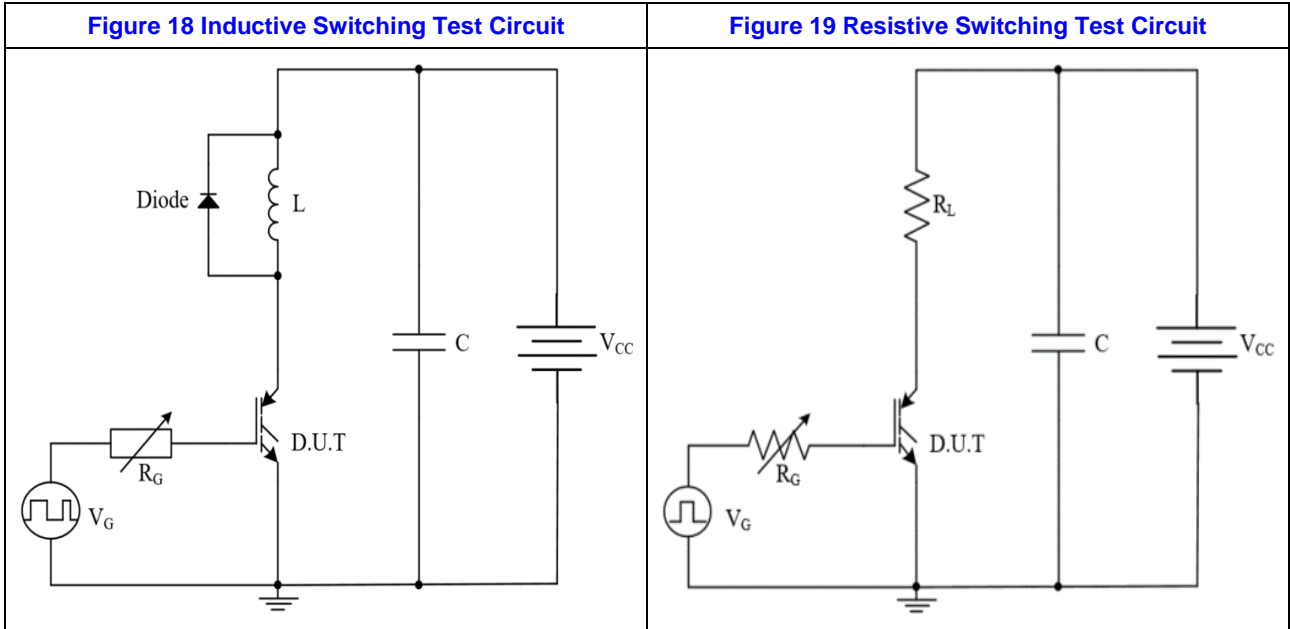 Figure 18 Inductive Switching Test Circuit
Diode
L
C
VCC
D.U.T
RG
VG
Figure 19 Resistive Switching Test Circuit
RL
C
VCC
D.U.T
RG
VG